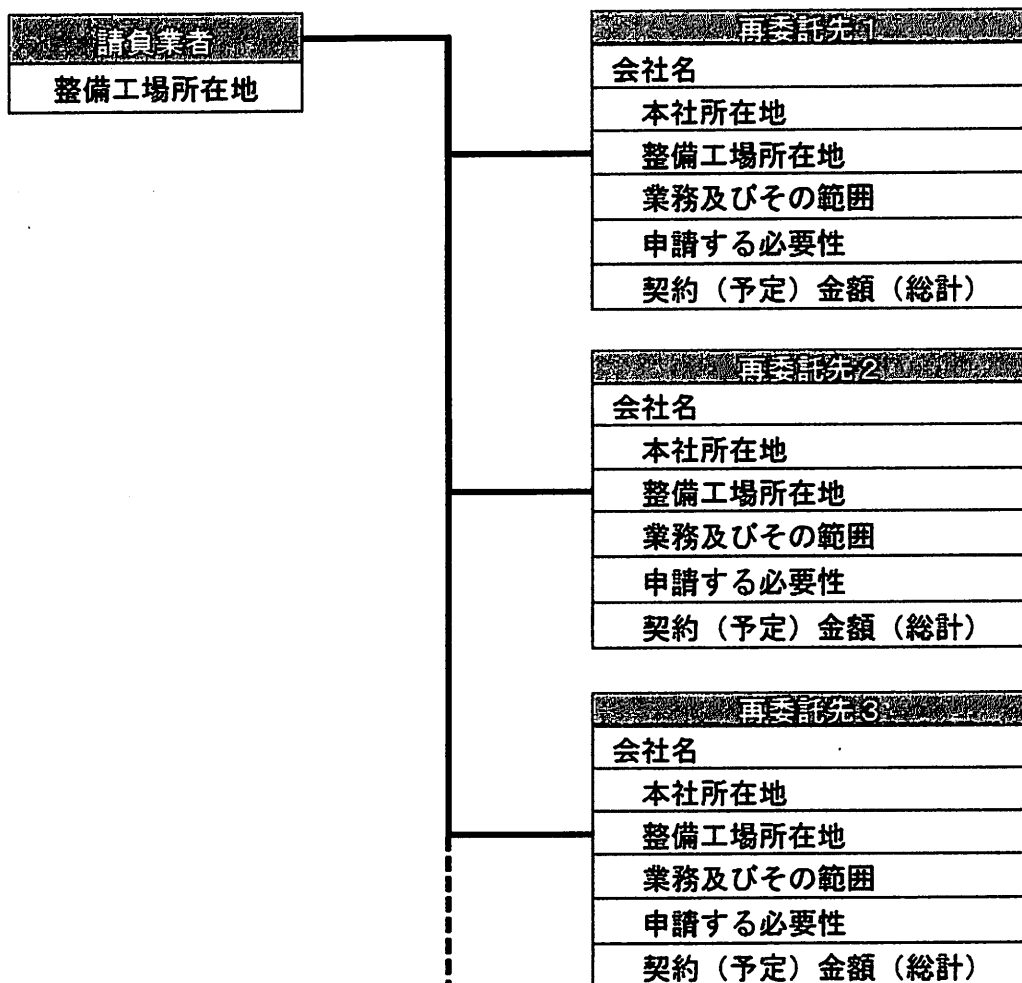 請負業者
整備工場所在地
再委託先1
会社名
本社所在地
整備工場所在地
業務及びその範囲
申請する必要性
契約（予定）金額（総計）
再委託先2
会社名
本社所在地
整備工場所在地
業務及びその範囲
申請する必要性
契約（予定）金額（総計）
再委託先3
会社名
本社所在地
整備工場所在地
業務及びその範囲
申請する必要性
契約（予定）金額（総計）